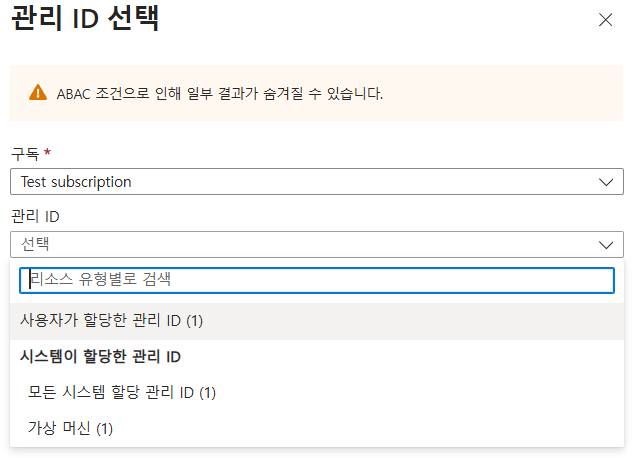 관리 ID 선택
ABAC 조건으로 인해 일부 결과가 숨겨질 수 있습니다.
구독 *
Test subscription
관리 ID
선택
리소스 유형별로 검색
사용자가 할당한 관리 ID (1)
시스템이 할당한 관리 ID
모든 시스템 할당 관리 ID (1)
가상 머신 (1)